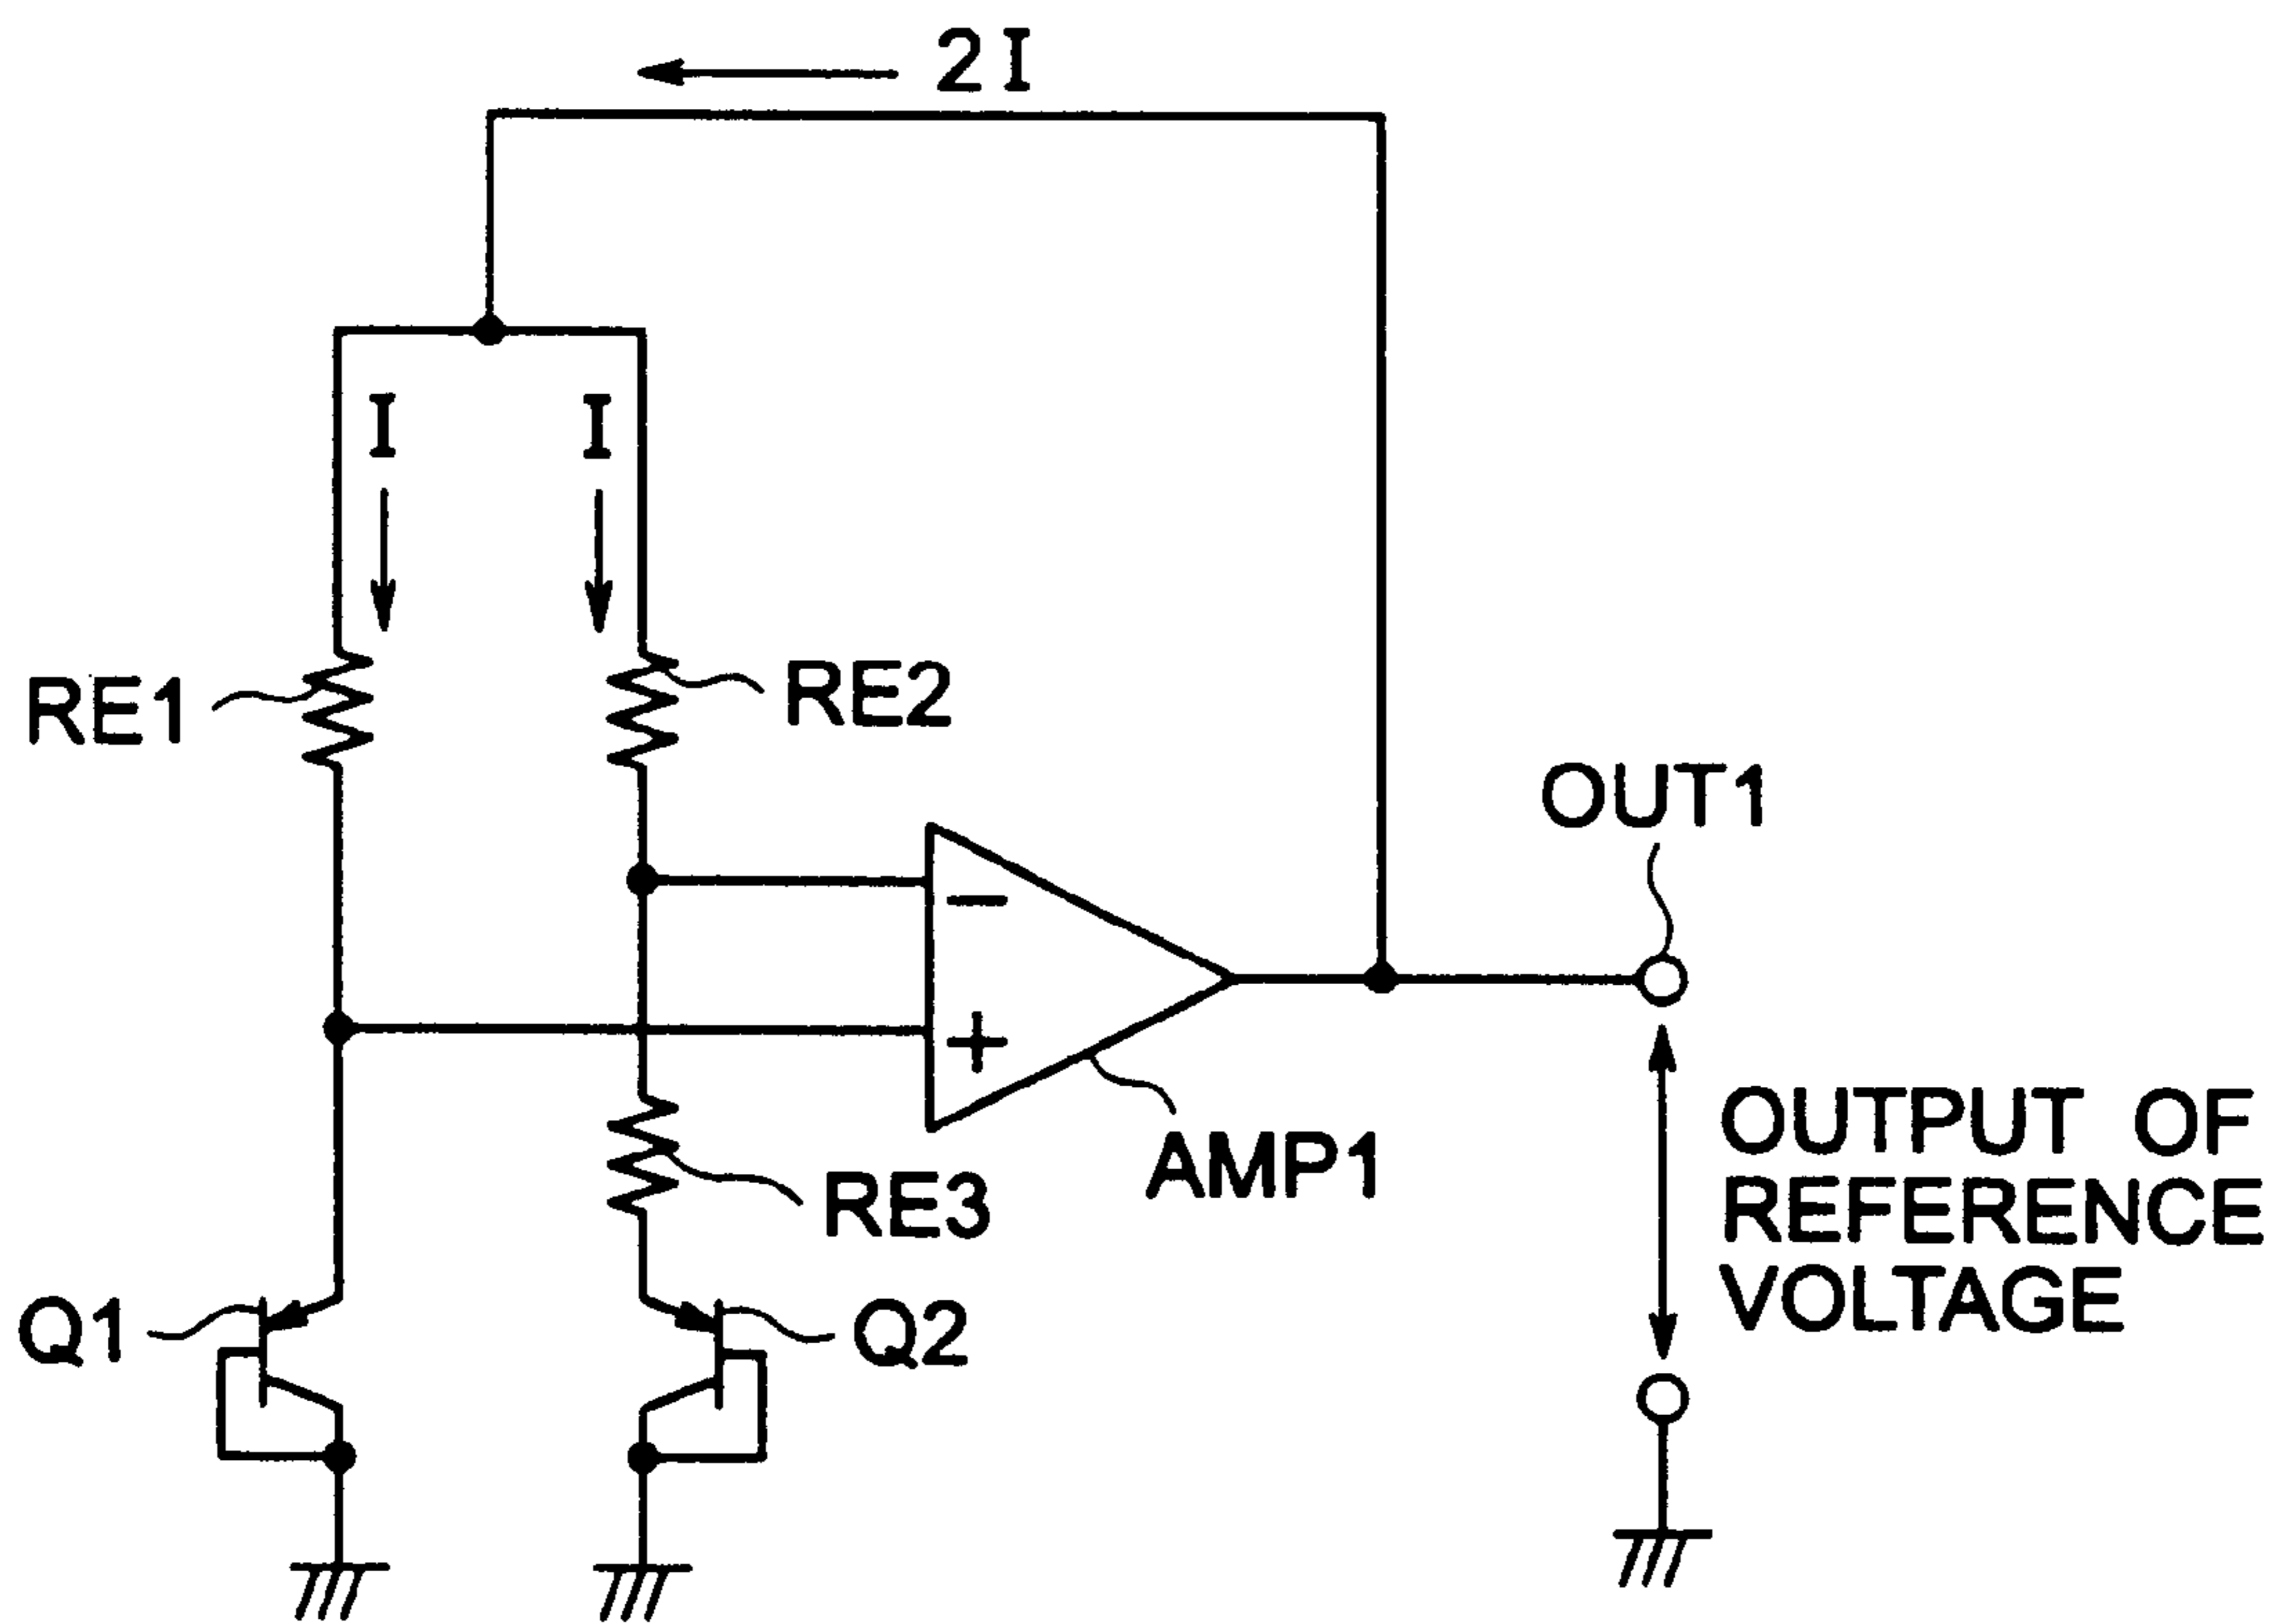 2I
I
I
RE1
RE2
OUT1
−
+
AMP1
RE3
OUTPUT OF
REFERENCE
VOLTAGE
Q1
Q2